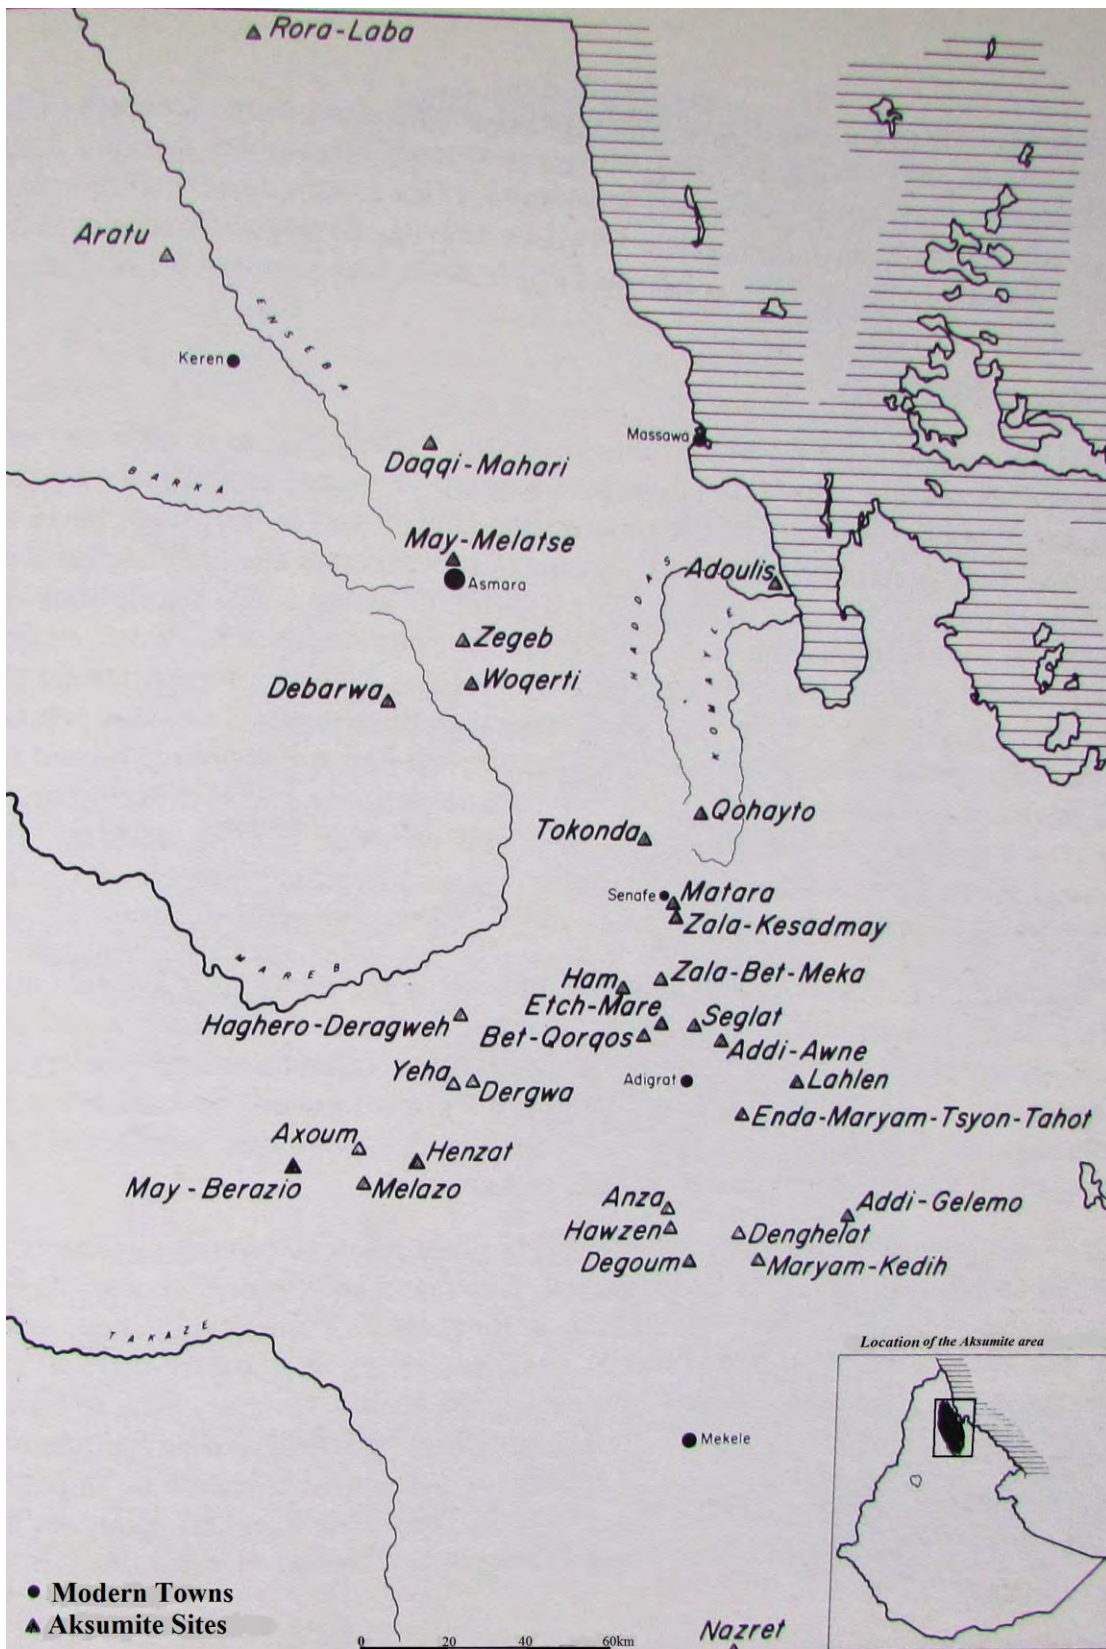 Rora-Laba
Aratu
ENSEBA
Keren
Massawa
Daqqi-Mahari
BARKA
May-Melatse
Asmara
Adoulis
HADDAS
KOMAYLE
Zegeb
Woqerti
Debarwa
Qohayto
Tokonda
Senafe
Matara
Zala-Kesadmay
MAREB
Zala-Bet-Meka
Ham
Etch-Mare
Seglat
Haghero-Deragweh
Bet-Qorqos
Addi-Awne
Yeha
Dergwa
Adigrat
Lahlen
Enda-Maryam-Tsyon-Tahot
Axoum
Henzat
May-Berazio
Melazo
Anza
Addi-Gelemo
Hawzen
Denghelat
Degoum
Maryam-Kedih
TAKAZE
Location of the Aksumite area
Mekele
Modern Towns
Aksumite Sites
0 20 40 60km
Nazret